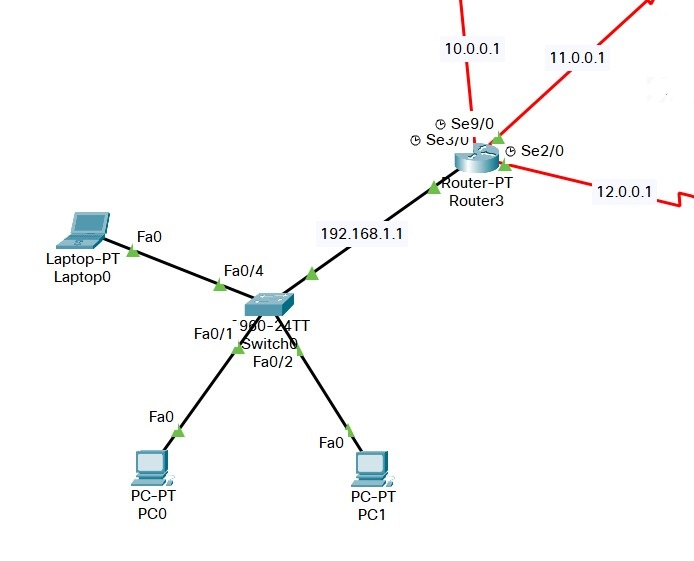 10.0.0.1
11.0.0.1
Se9/0
Se3/0
Se2/0
Router-PT
Router3
12.0.0.1
192.168.1.1
Fa0
Laptop-PT
Laptop0
Fa0/4
960-24TT
Switch0
Fa0/1
Fa0/2
Fa0
PC-PT
PC0
Fa0
PC-PT
PC1